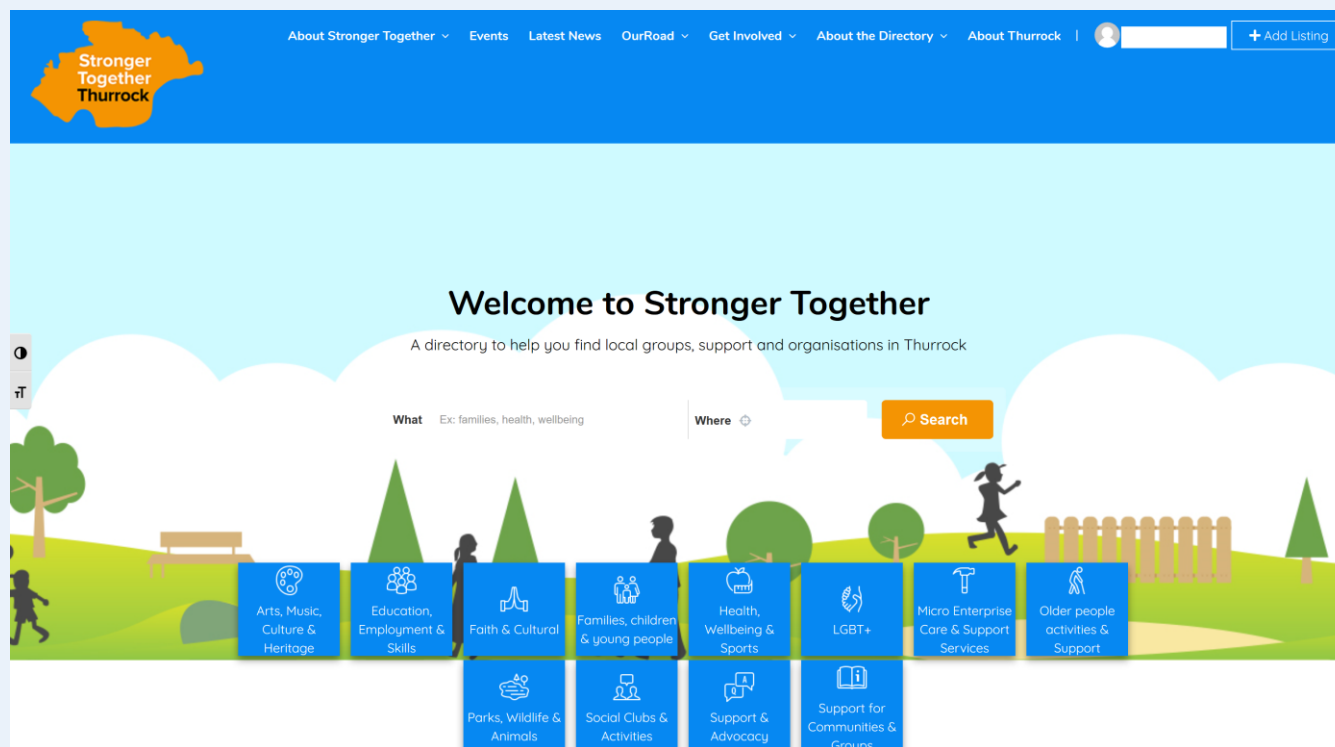 Stronger
Together
Thurrock
About Stronger Together Events Latest News OurRoad Get Involved About the Directory About Thurrock | + Add Listing
Welcome to Stronger Together
A directory to help you find local groups, support and organisations in Thurrock
What Ex: families, health, wellbeing Where Search
Arts, Music,
Culture &
Heritage
Education,
Employment &
Skills
Faith & Cultural
Families, children
& young people
Health,
Wellbeing &
Sports
LGBT+
Micro Enterprise
Care & Support
Services
Older people
activities &
Support
Parks, Wildlife &
Animals
Social Clubs &
Activities
Support &
Advocacy
Support for
Communities &
Groups